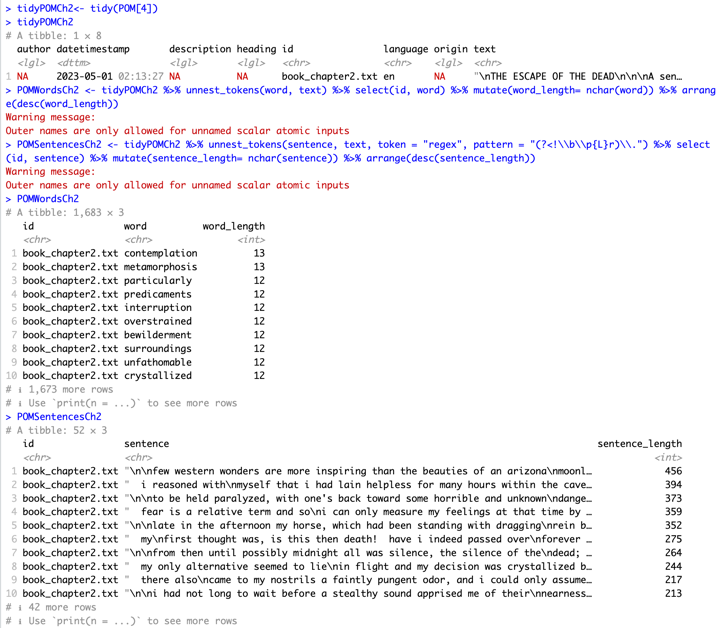 > tidyPOMCh2<- tidy(POM[4])
> tidyPOMCh2
# A tibble: 1 × 8
author datetimestamp description heading id language origin text
<lgl> <dttm> <lgl> <lgl> <chr> <chr> <lgl> <chr>
1 NA 2023-05-01 02:13:27 NA NA book_chapter2.txt en NA "\nTHE ESCAPE OF THE DEAD\n\n\nA sen…
> POMWordsCh2 <- tidyPOMCh2 %>% unnest_tokens(word, text) %>% select(id, word) %>% mutate(word_length= nchar(word)) %>% arran
ge(desc(word_length))
Warning message:
Outer names are only allowed for unnamed scalar atomic inputs
> POMSentencesCh2 <- tidyPOMCh2 %>% unnest_tokens(sentence, text, token = "regex", pattern = "(?<!\\b\\p{L}r)\\.") %>% select
(id, sentence) %>% mutate(sentence_length= nchar(sentence)) %>% arrange(desc(sentence_length))
Warning message:
Outer names are only allowed for unnamed scalar atomic inputs
> POMWordsCh2
# A tibble: 1,683 × 3
id word word_length
<chr> <chr> <int>
1 book_chapter2.txt contemplation 13
2 book_chapter2.txt metamorphosis 13
3 book_chapter2.txt particularly 12
4 book_chapter2.txt predicaments 12
5 book_chapter2.txt interruption 12
6 book_chapter2.txt overstrained 12
7 book_chapter2.txt bewilderment 12
8 book_chapter2.txt surroundings 12
9 book_chapter2.txt unfathomable 12
10 book_chapter2.txt crystallized 12
# ℹ 1,673 more rows
# ℹ Use `print(n = ...)` to see more rows
> POMSentencesCh2
# A tibble: 52 × 3
id sentence sentence_length
<chr> <chr> <int>
1 book_chapter2.txt "\n\nfew western wonders are more inspiring than the beauties of an arizona\nmoonl… 456
2 book_chapter2.txt "  i reasoned with\nmyself that i had lain helpless for many hours within the cave… 394
3 book_chapter2.txt "\n\nto be held paralyzed, with one's back toward some horrible and unknown\ndange… 373
4 book_chapter2.txt "  fear is a relative term and so\ni can only measure my feelings at that time by … 359
5 book_chapter2.txt "\n\nlate in the afternoon my horse, which had been standing with dragging\nrein b… 352
6 book_chapter2.txt "  my\nfirst thought was, is this then death!  have i indeed passed over\nforever … 275
7 book_chapter2.txt "\n\nfrom then until possibly midnight all was silence, the silence of the\ndead; … 264
8 book_chapter2.txt "  my only alternative seemed to lie\nin flight and my decision was crystallized b… 244
9 book_chapter2.txt "  there also\ncame to my nostrils a faintly pungent odor, and i could only assume… 217
10 book_chapter2.txt "\n\ni had not long to wait before a stealthy sound apprised me of their\nnearness… 213
# ℹ 42 more rows
# ℹ Use `print(n = ...)` to see more rows